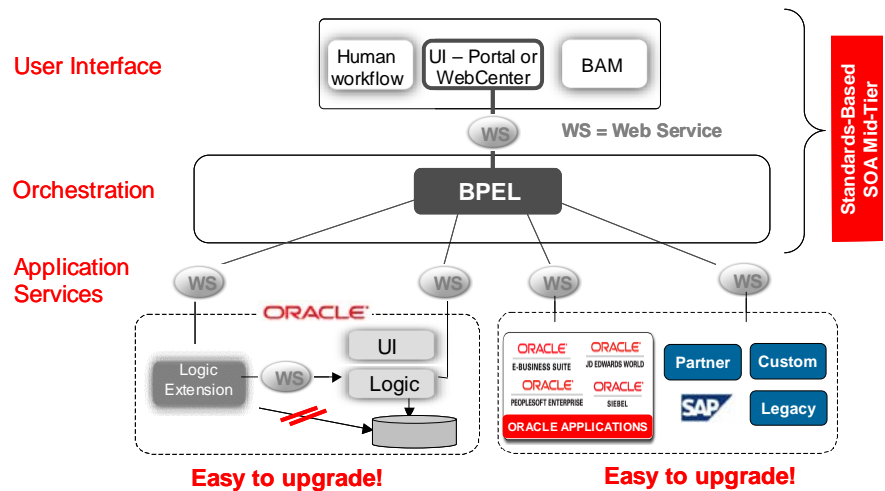 User Interface
Human
workflow
UI – Portal or
WebCenter
BAM
WS
WS = Web Service
Standards-Based
SOA Mid-Tier
Orchestration
BPEL
Application
Services
WS
WS
WS
WS
ORACLE
UI
Logic
Extension
WS
Logic
ORACLE
E-BUSINESS SUITE
ORACLE
JD EDWARDS WORLD
ORACLE
PEOPLESOFT ENTERPRISE
ORACLE
SIEBEL
ORACLE APPLICATIONS
Partner
Custom
SAP
Legacy
Easy to upgrade!
Easy to upgrade!